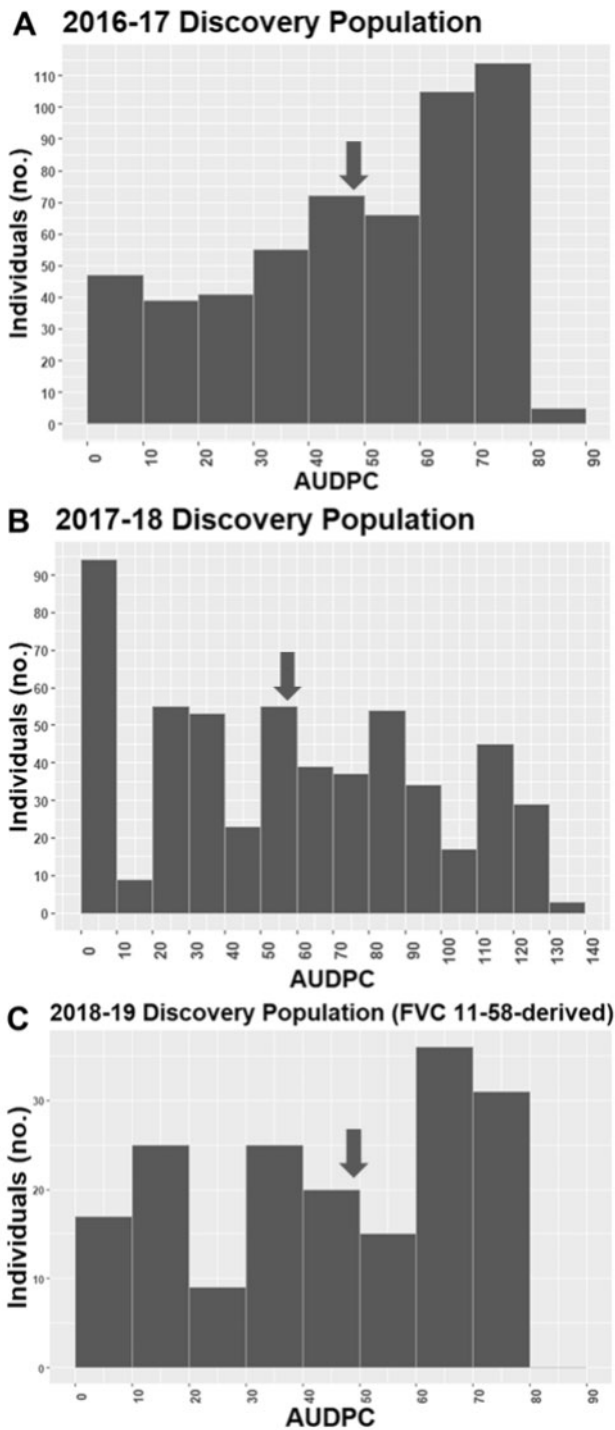 A 2016-17 Discovery Population
Individuals (no.)
110
100
90
80
70
60
50
40
30
20
10
0
0 10 20 30 40 50 60 70 80 90
AUDPC
B 2017-18 Discovery Population
Individuals (no.)
90
80
70
60
50
40
30
20
10
0
0 10 20 30 40 50 60 70 80 90 100 110 120 130 140
AUDPC
C 2018-19 Discovery Population (FVC 11-58-derived)
Individuals (no.)
30
20
10
0
0 10 20 30 40 50 60 70 80 90
AUDPC